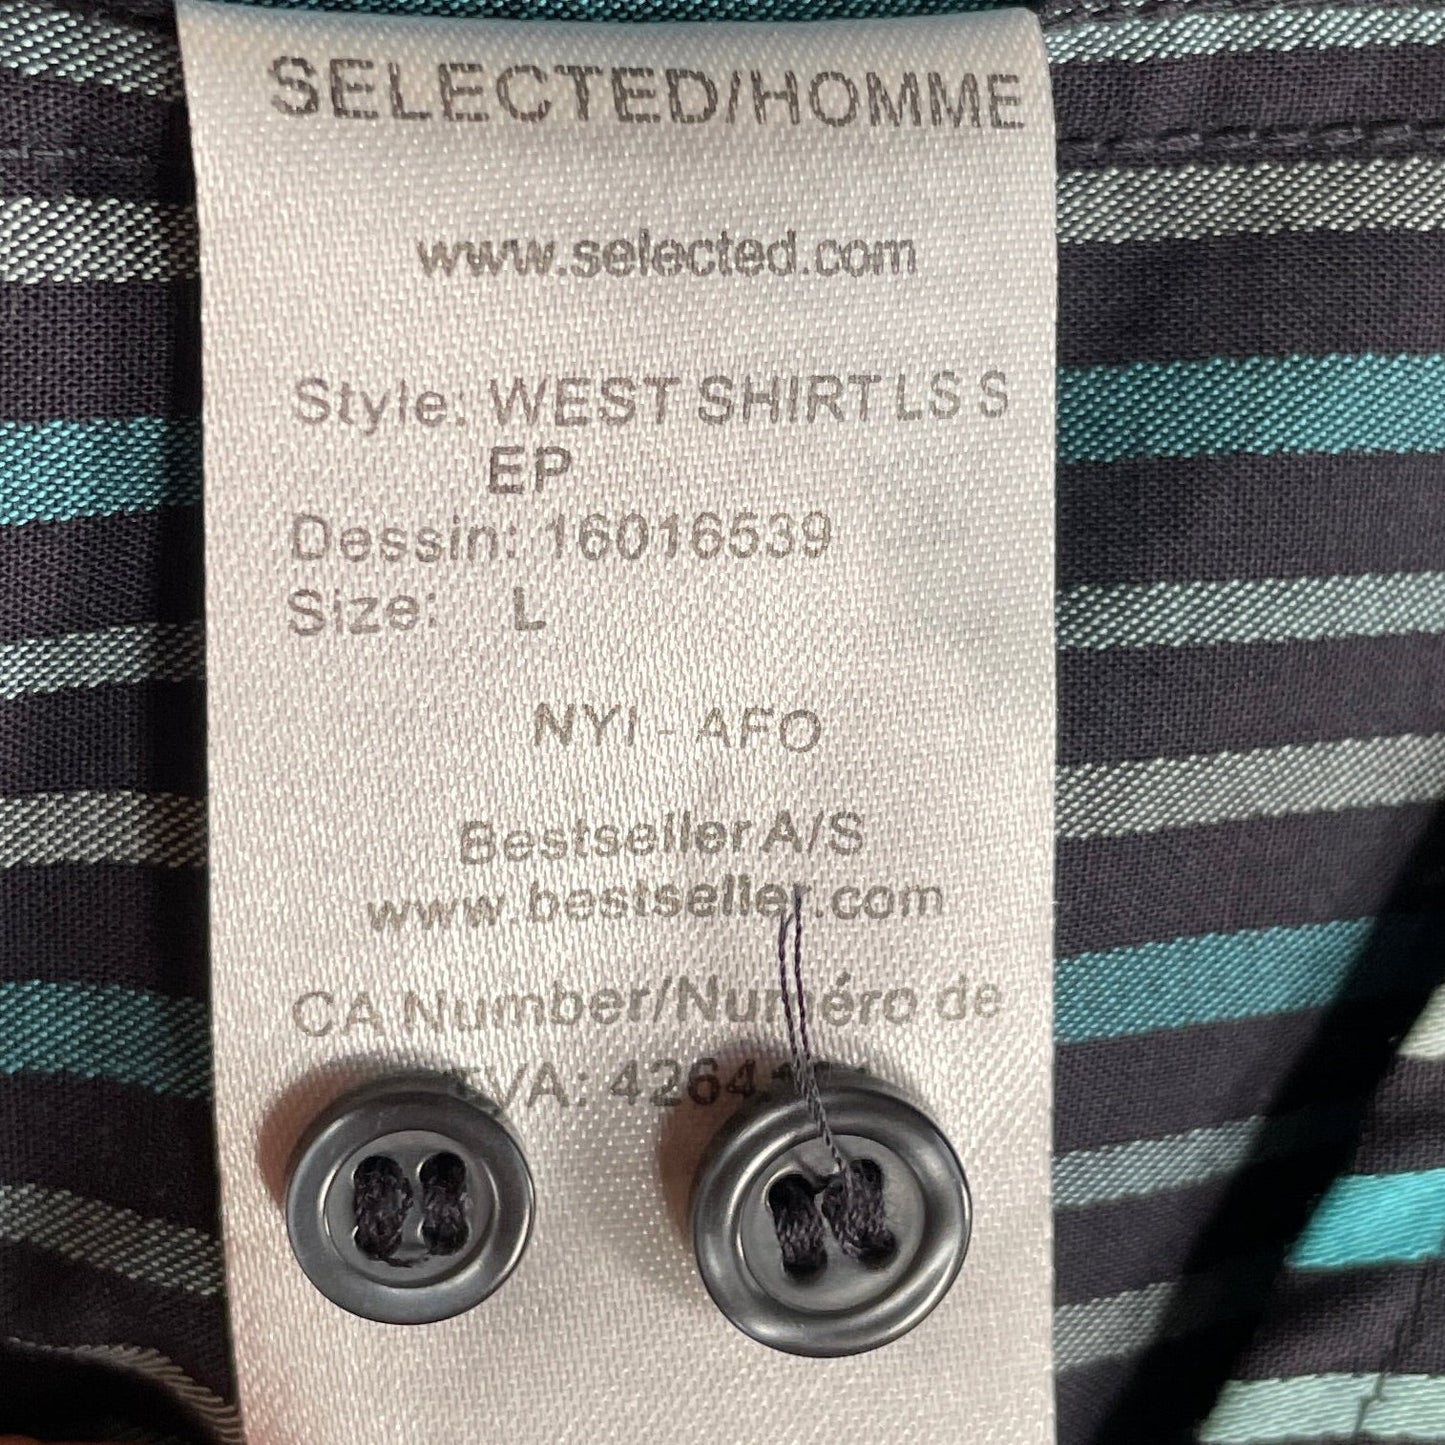 SELECTED/HOMME
www.selected.com
Style: WEST SHIRT LS S
EP
Dessin: 16016539
Size: L
NYI - AFO
Bestseller A/S
www.bestseller.com
CA Number/Numéro de
TVA: